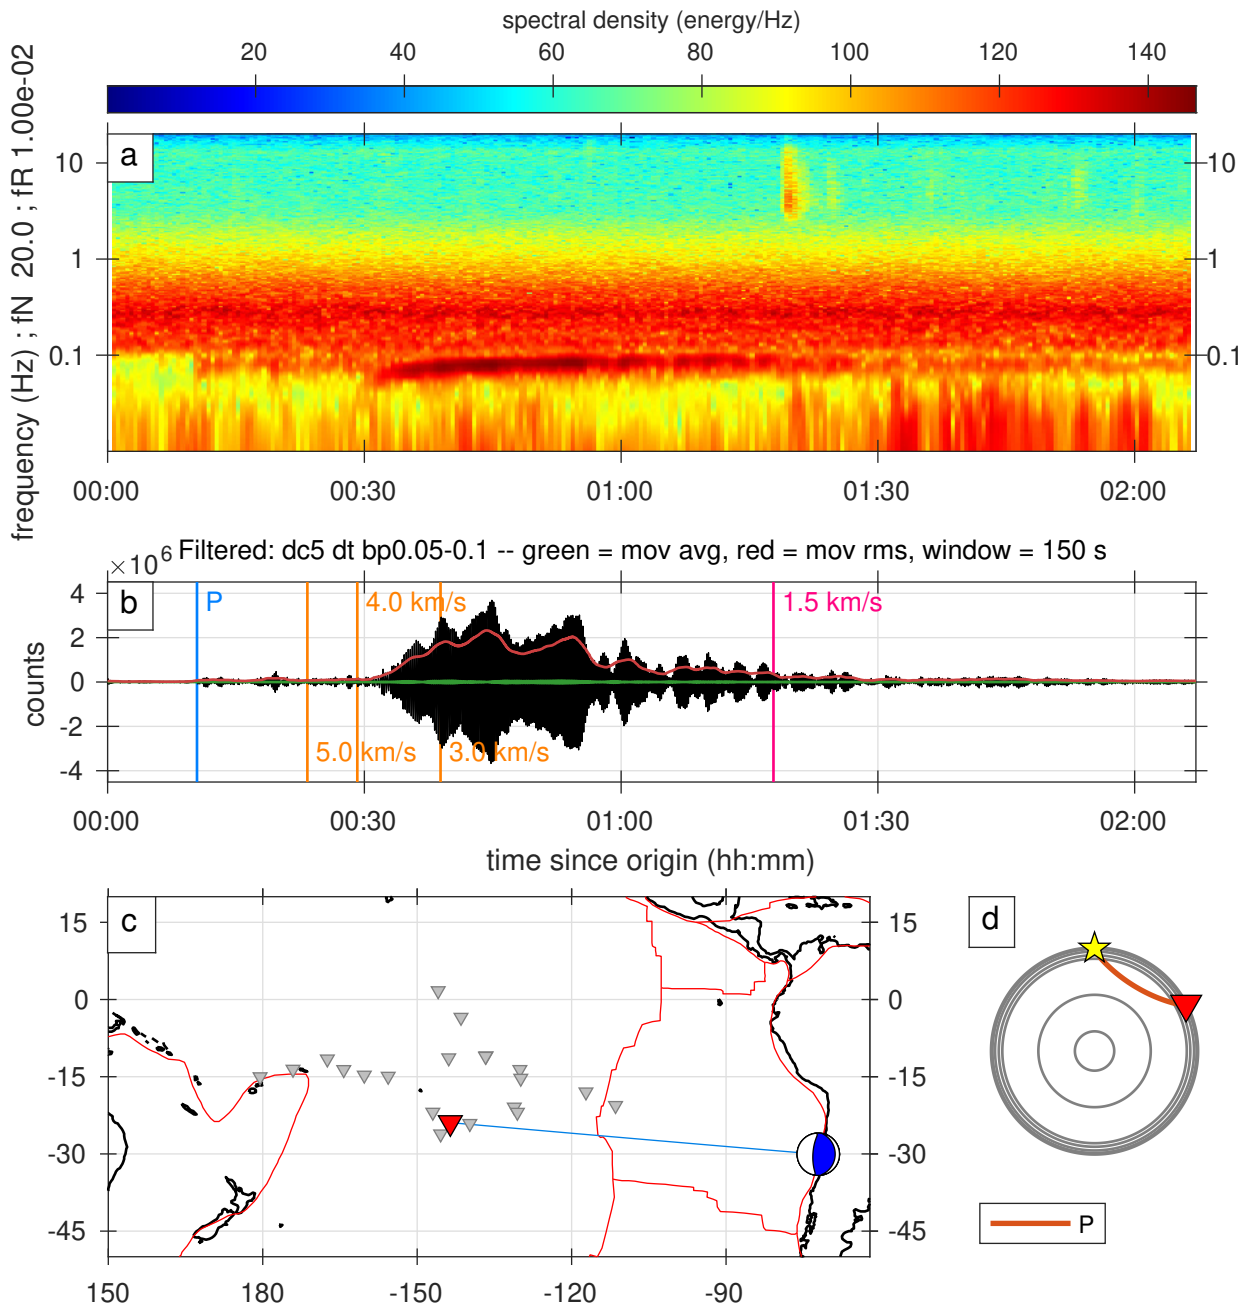 spectral density (energy/Hz)
20 40 60 80 100 120 140
frequency (Hz) ; fN 20.0 ; fR 1.00e-02
a
10 10
1 1
0.1 0.1
00:00 00:30 01:00 01:30 02:00
×10^6 Filtered: dc5 dt bp0.05-0.1 -- green = mov avg, red = mov rms, window = 150 s
b
counts
4
2
0
-2
-4
P 4.0 km/s 1.5 km/s
5.0 km/s 3.0 km/s
00:00 00:30 01:00 01:30 02:00
time since origin (hh:mm)
c
15 15
0 0
-15 -15
-30 -30
-45 -45
150 180 -150 -120 -90
d
P